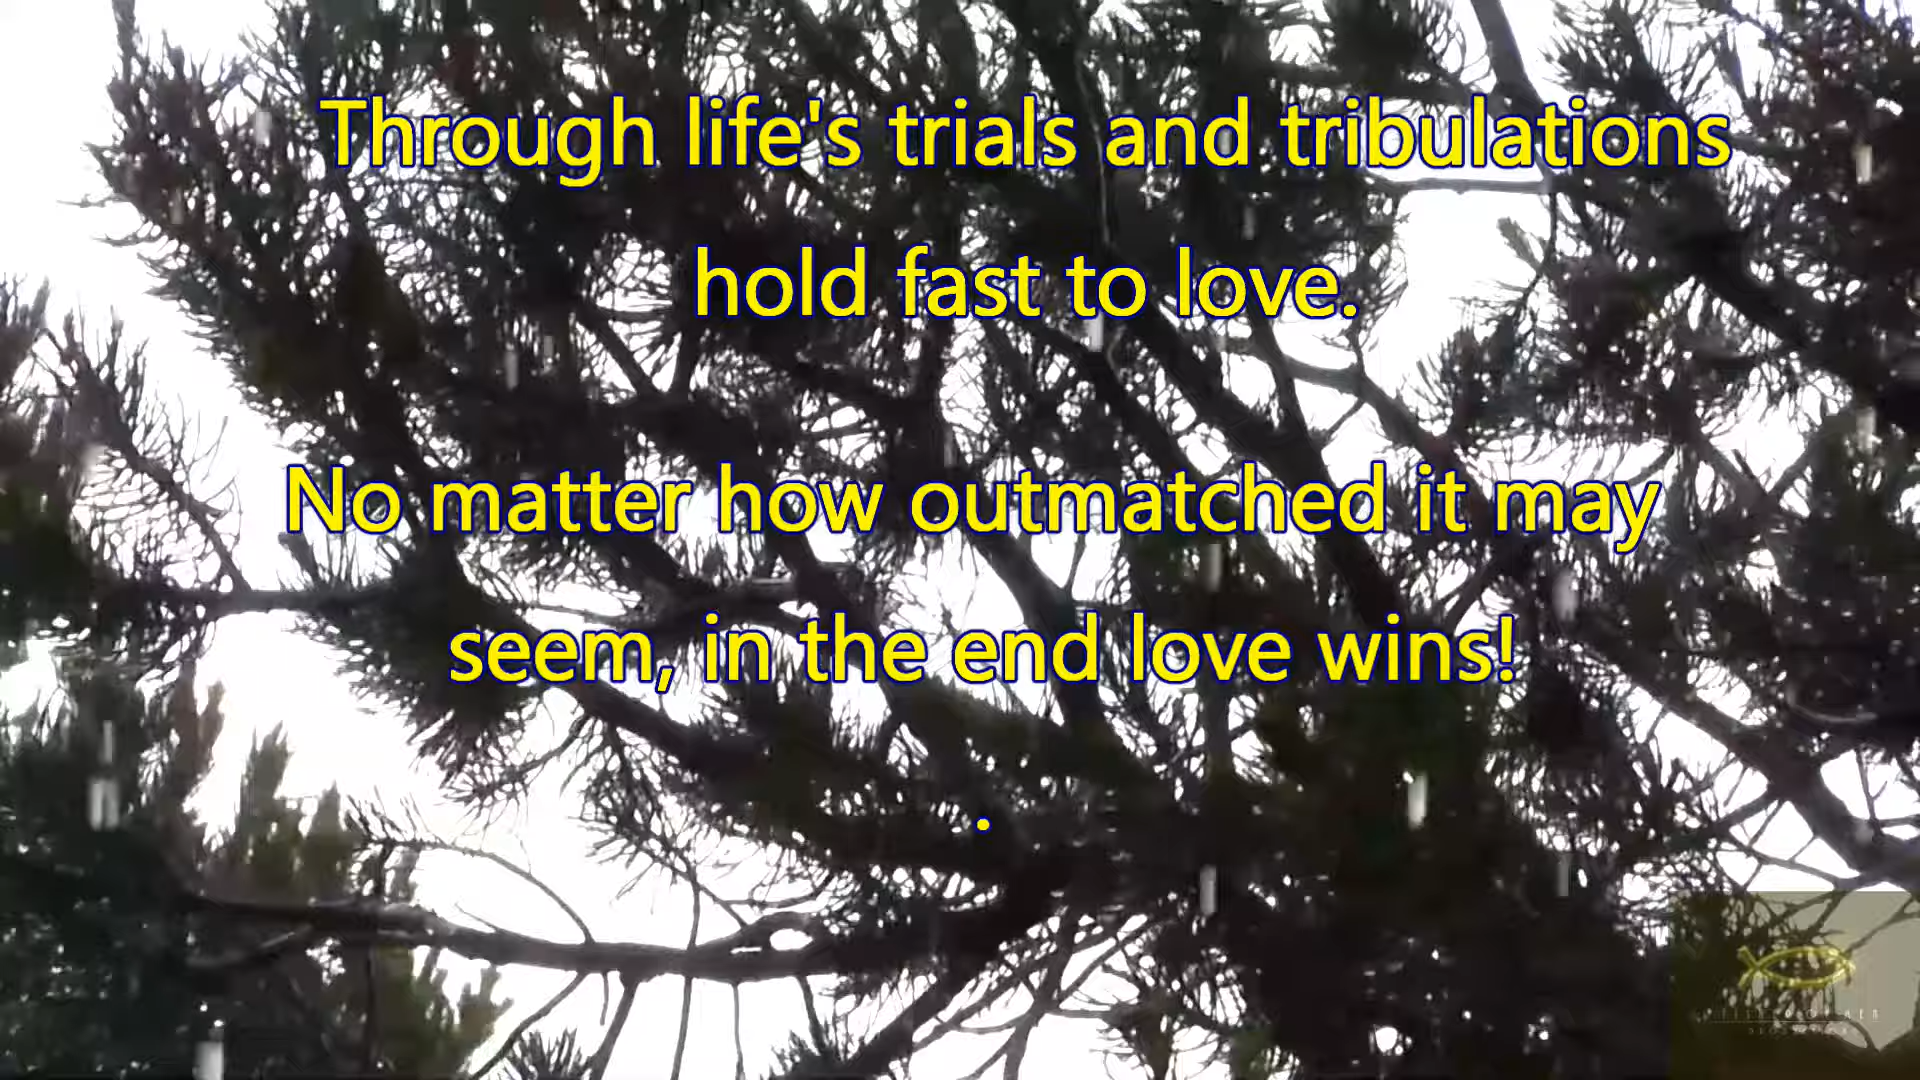 Through life's trials and tribulations
hold fast to love.
No matter how outmatched it may
seem, in the end love wins!
.